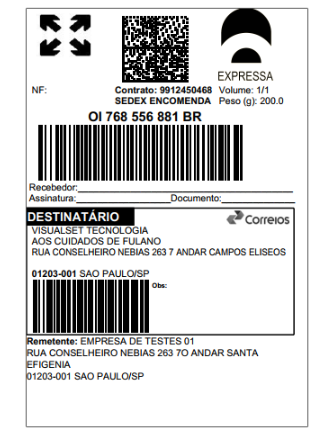 EXPRESSA
NF:
Contrato: 9912450468 Volume: 1/1
SEDEX ENCOMENDA Peso (g): 200.0
OI 768 556 881 BR
Recebedor:
Assinatura: Documento:
DESTINATÁRIO
Correios
VISUALSET TECNOLOGIA
AOS CUIDADOS DE FULANO
RUA CONSELHEIRO NEBIAS 263 7 ANDAR CAMPOS ELISEOS
01203-001 SAO PAULO/SP
Obs:
Remetente: EMPRESA DE TESTES 01
RUA CONSELHEIRO NEBIAS 263 7O ANDAR SANTA
EFIGENIA
01203-001 SAO PAULO/SP